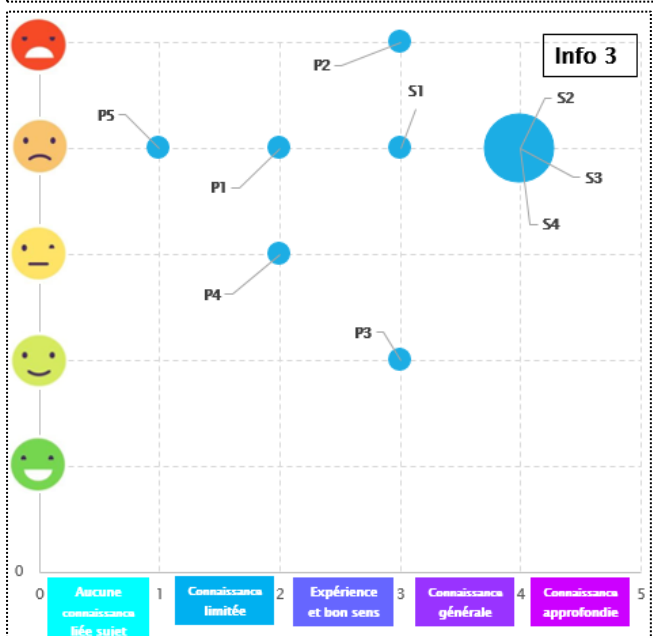 Info 3
P2
S1
S2
P5
S3
P1
S4
P4
P3
0
0 1 2 3 4 5
Aucune
connaissance
liée sujet
Connaissance
limitée
Expérience
et bon sens
Connaissance
générale
Connaissance
approfondie